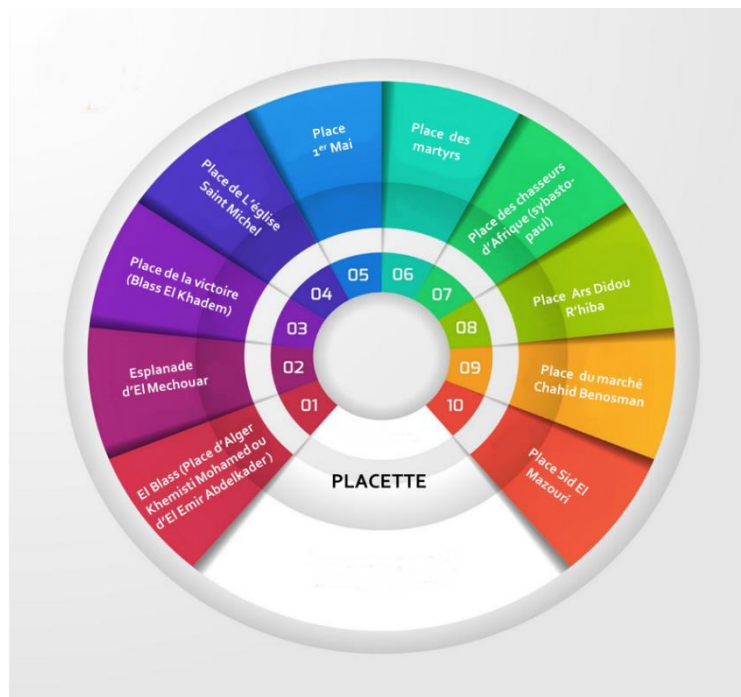 01
El Blass (Place d'Alger
Khemisti Mohamed ou
d'El Emir Abdelkader )
02
Esplanade
d'El Mechouar
03
Place de la victoire
(Blass El Khadem)
04
Place de L'église
Saint Michel
05
Place
1er Mai
06
Place des
martyrs
07
Place des chasseurs
d'Afrique (sybasto-
paul)
08
Place Ars Didou
R'hiba
09
Place du marché
Chahid Benosman
10
Place Sid El
Mazouri
PLACETTE